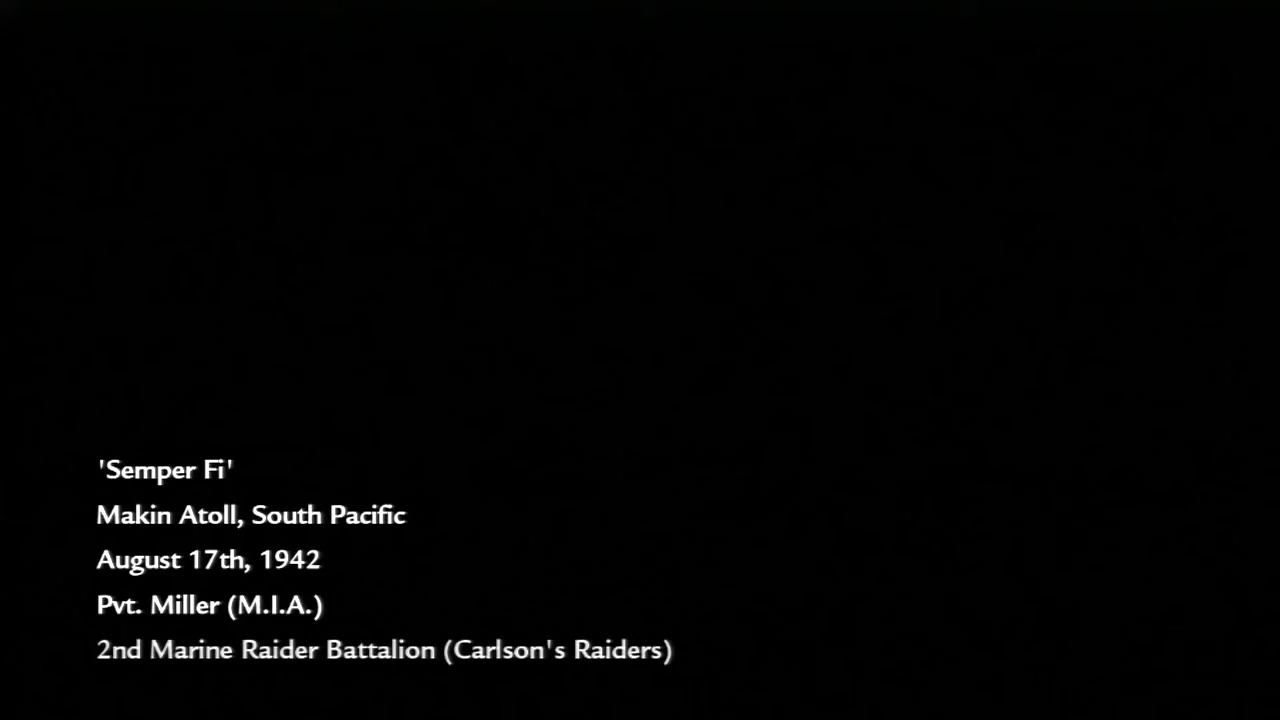 'Semper Fi'
Makin Atoll, South Pacific
August 17th, 1942
Pvt. Miller (M.I.A.)
2nd Marine Raider Battalion (Carlson's Raiders)